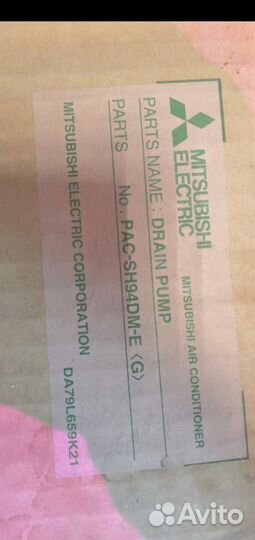 MITSUBISHI
ELECTRIC
MITSUBISHI AIR CONDITIONER
PARTS NAME : DRAIN PUMP
PARTS No. PAC-SH94DM-E〈G〉
MITSUBISHI ELECTRIC CORPORATION DA79L659K21
Avito